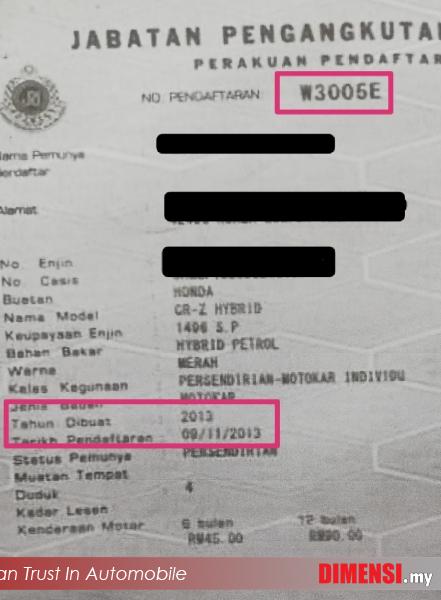 JABATAN PENGANGKUTA
PERAKUAN PENDAFTAR
NO. PENDAFTARAN W3005E
Nama Pemunya
Berdaftar
Alamat
No. Enjin
No. Casis
Buatan HONDA
Nama Model CR-Z HYBRID
Keupayaan Enjin 1496 S.P
Bahan Bakar HYBRID PETROL
Warna MERAH
Kelas Kegunaan PERSENDIRIAN-MOTOKAR INDIVIDU
Jenis Badan MOTOKAR
Tahun Dibuat 2013
Tarikh Pendaftaran 09/11/2013
Status Pemunya PERSENDIRIAN
Muatan Tempat
Duduk 4
Kadar Lesen
Kenderaan Motor 6 bulan 12 bulan
RM45.00 RM90.00
an Trust In Automobile DIMENSI.my